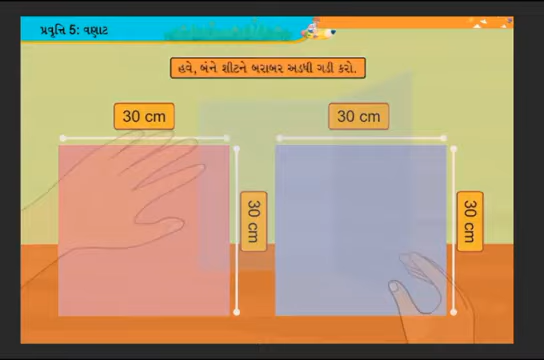 પ્રવૃત્તિ 5: વણાટ
હવે, બંને શીટને બરાબર અડધી ગડી કરો.
30 cm
30 cm
30 cm
30 cm